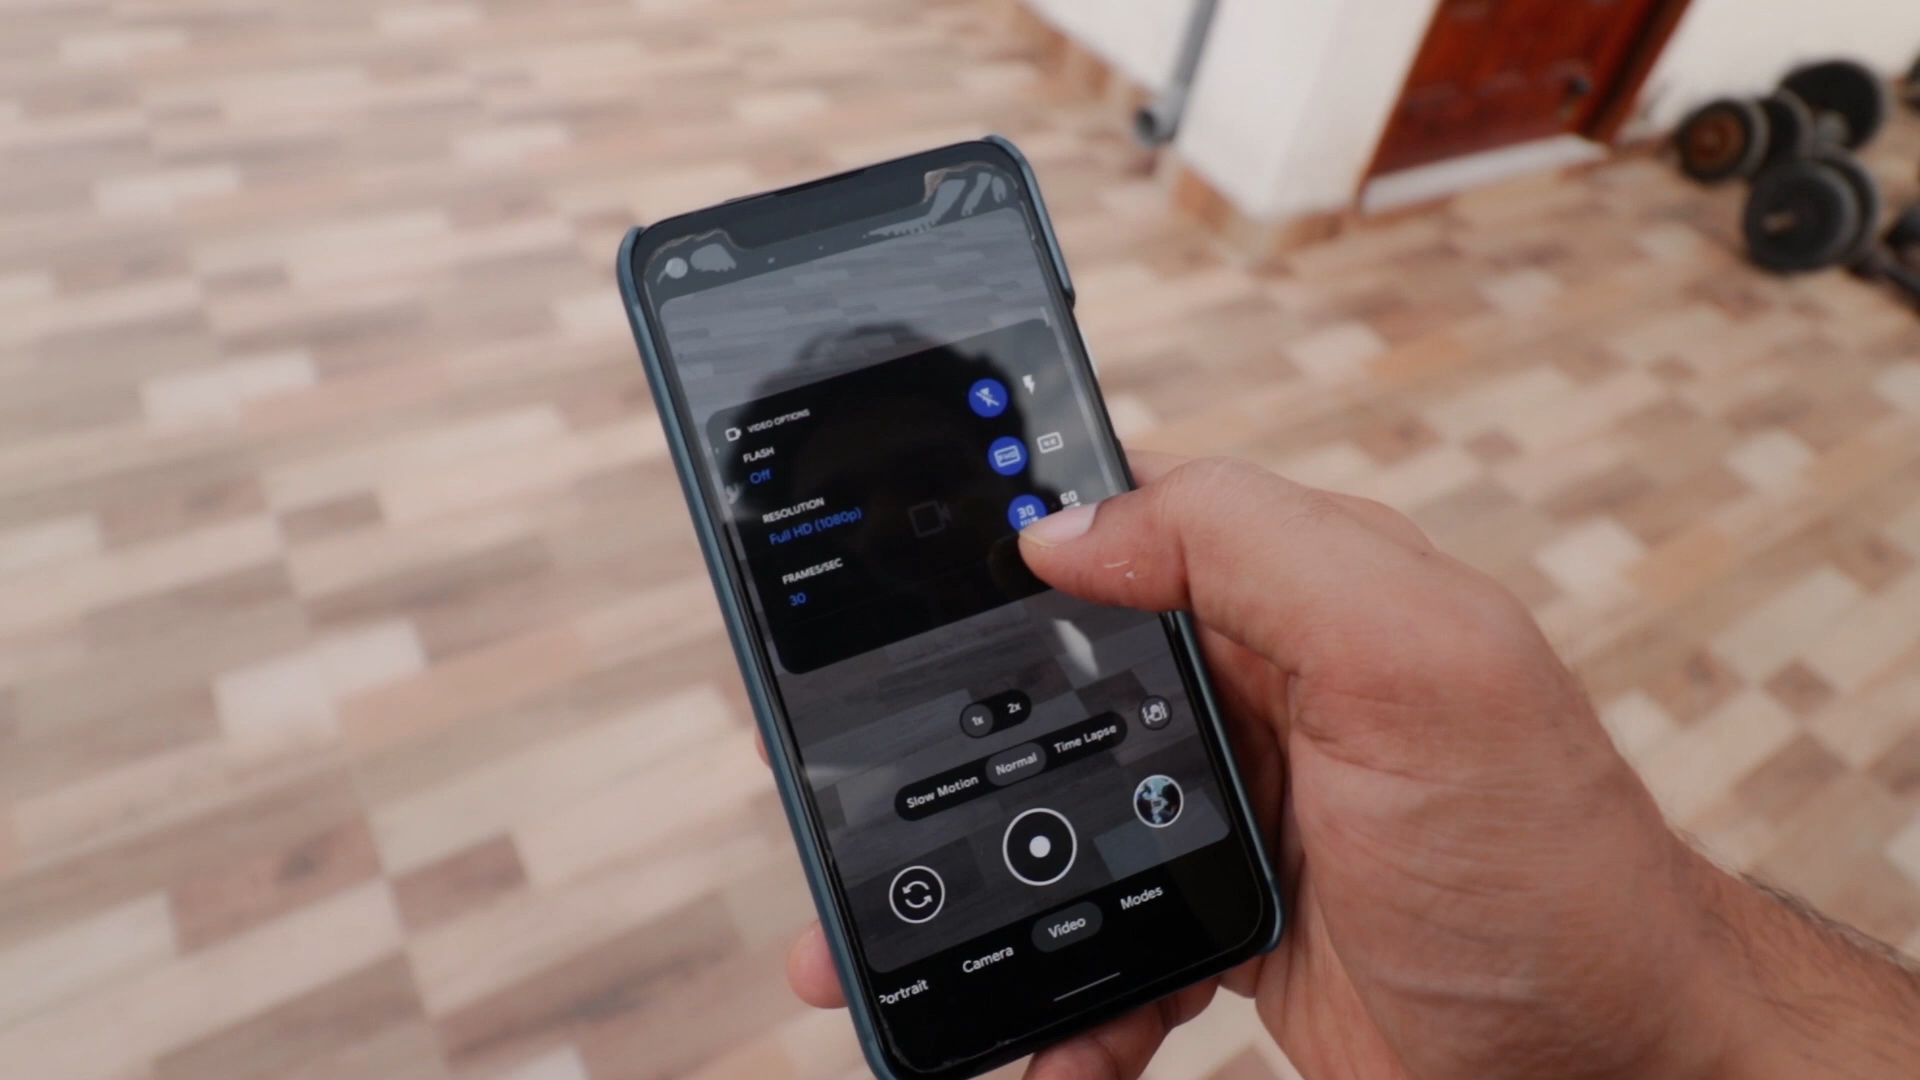 VIDEO OPTIONS
FLASH
Off
RESOLUTION
Full HD (1080p)
FRAMES/SEC
30
30
60
1x 2x
Slow Motion Normal Time Lapse
Portrait Camera Video Modes